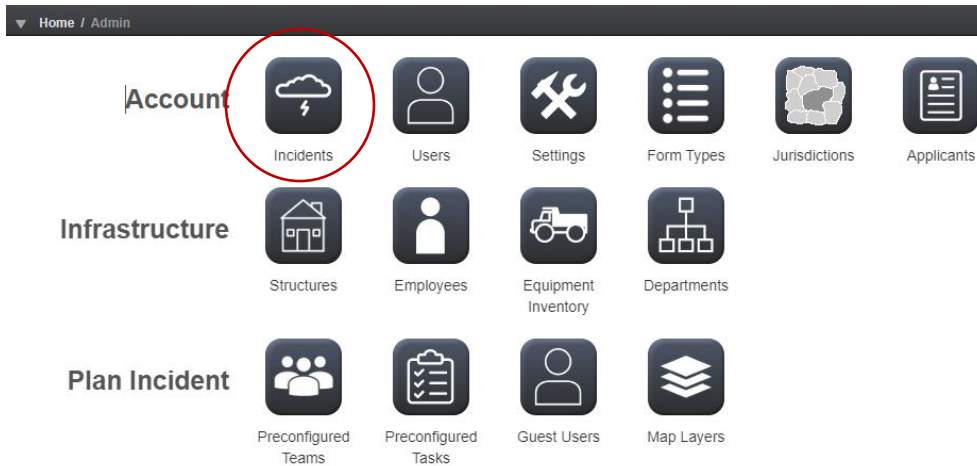 Home / Admin
Account
Incidents
Users
Settings
Form Types
Jurisdictions
Applicants
Infrastructure
Structures
Employees
Equipment
Inventory
Departments
Plan Incident
Preconfigured
Teams
Preconfigured
Tasks
Guest Users
Map Layers